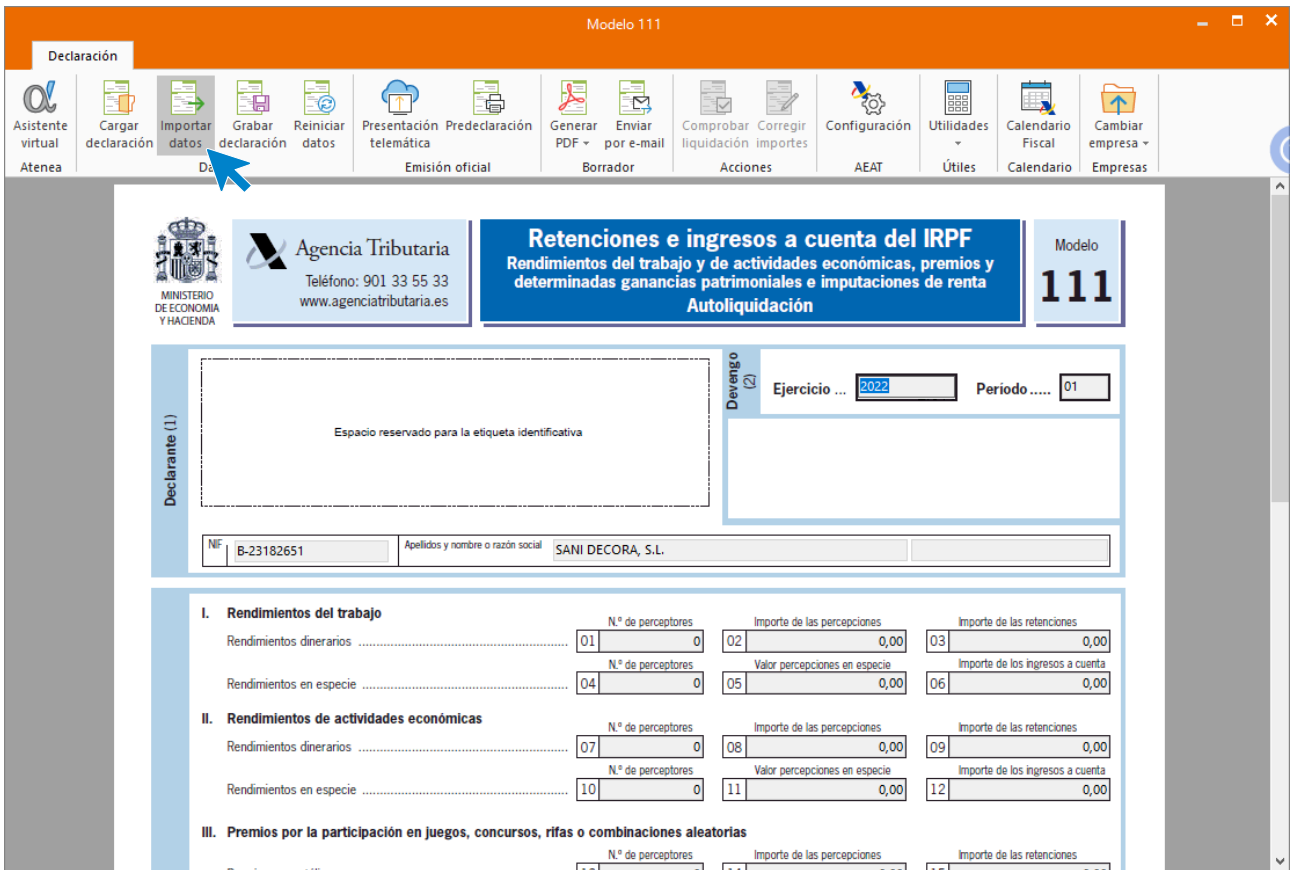 Modelo 111
Declaración
Asistente virtual
Cargar declaración
Importar datos
Grabar declaración
Reiniciar datos
Presentación telemática
Predeclaración
Generar PDF
Enviar por e-mail
Comprobar liquidación
Corregir importes
Configuración
Utilidades
Calendario Fiscal
Cambiar empresa
Atenea
Emisión oficial
Borrador
Acciones
AEAT
Útiles
Calendario
Empresas
MINISTERIO
DE ECONOMIA
Y HACIENDA
Agencia Tributaria
Teléfono: 901 33 55 33
www.agenciatributaria.es
Retenciones e ingresos a cuenta del IRPF
Rendimientos del trabajo y de actividades económicas, premios y
determinadas ganancias patrimoniales e imputaciones de renta
Autoliquidación
Modelo
111
Declarante (1)
Espacio reservado para la etiqueta identificativa
Devengo (2)
Ejercicio ... 2022 Período ..... 01
NIF B-23182651 Apellidos y nombre o razón social SANI DECORA, S.L.
I. Rendimientos del trabajo
N.º de perceptores Importe de las percepciones Importe de las retenciones
Rendimientos dinerarios 01 0 02 0,00 03 0,00
N.º de perceptores Valor percepciones en especie Importe de los ingresos a cuenta
Rendimientos en especie 04 0 05 0,00 06 0,00
II. Rendimientos de actividades económicas
N.º de perceptores Importe de las percepciones Importe de las retenciones
Rendimientos dinerarios 07 0 08 0,00 09 0,00
N.º de perceptores Valor percepciones en especie Importe de los ingresos a cuenta
Rendimientos en especie 10 0 11 0,00 12 0,00
III. Premios por la participación en juegos, concursos, rifas o combinaciones aleatorias
N.º de perceptores Importe de las percepciones Importe de las retenciones